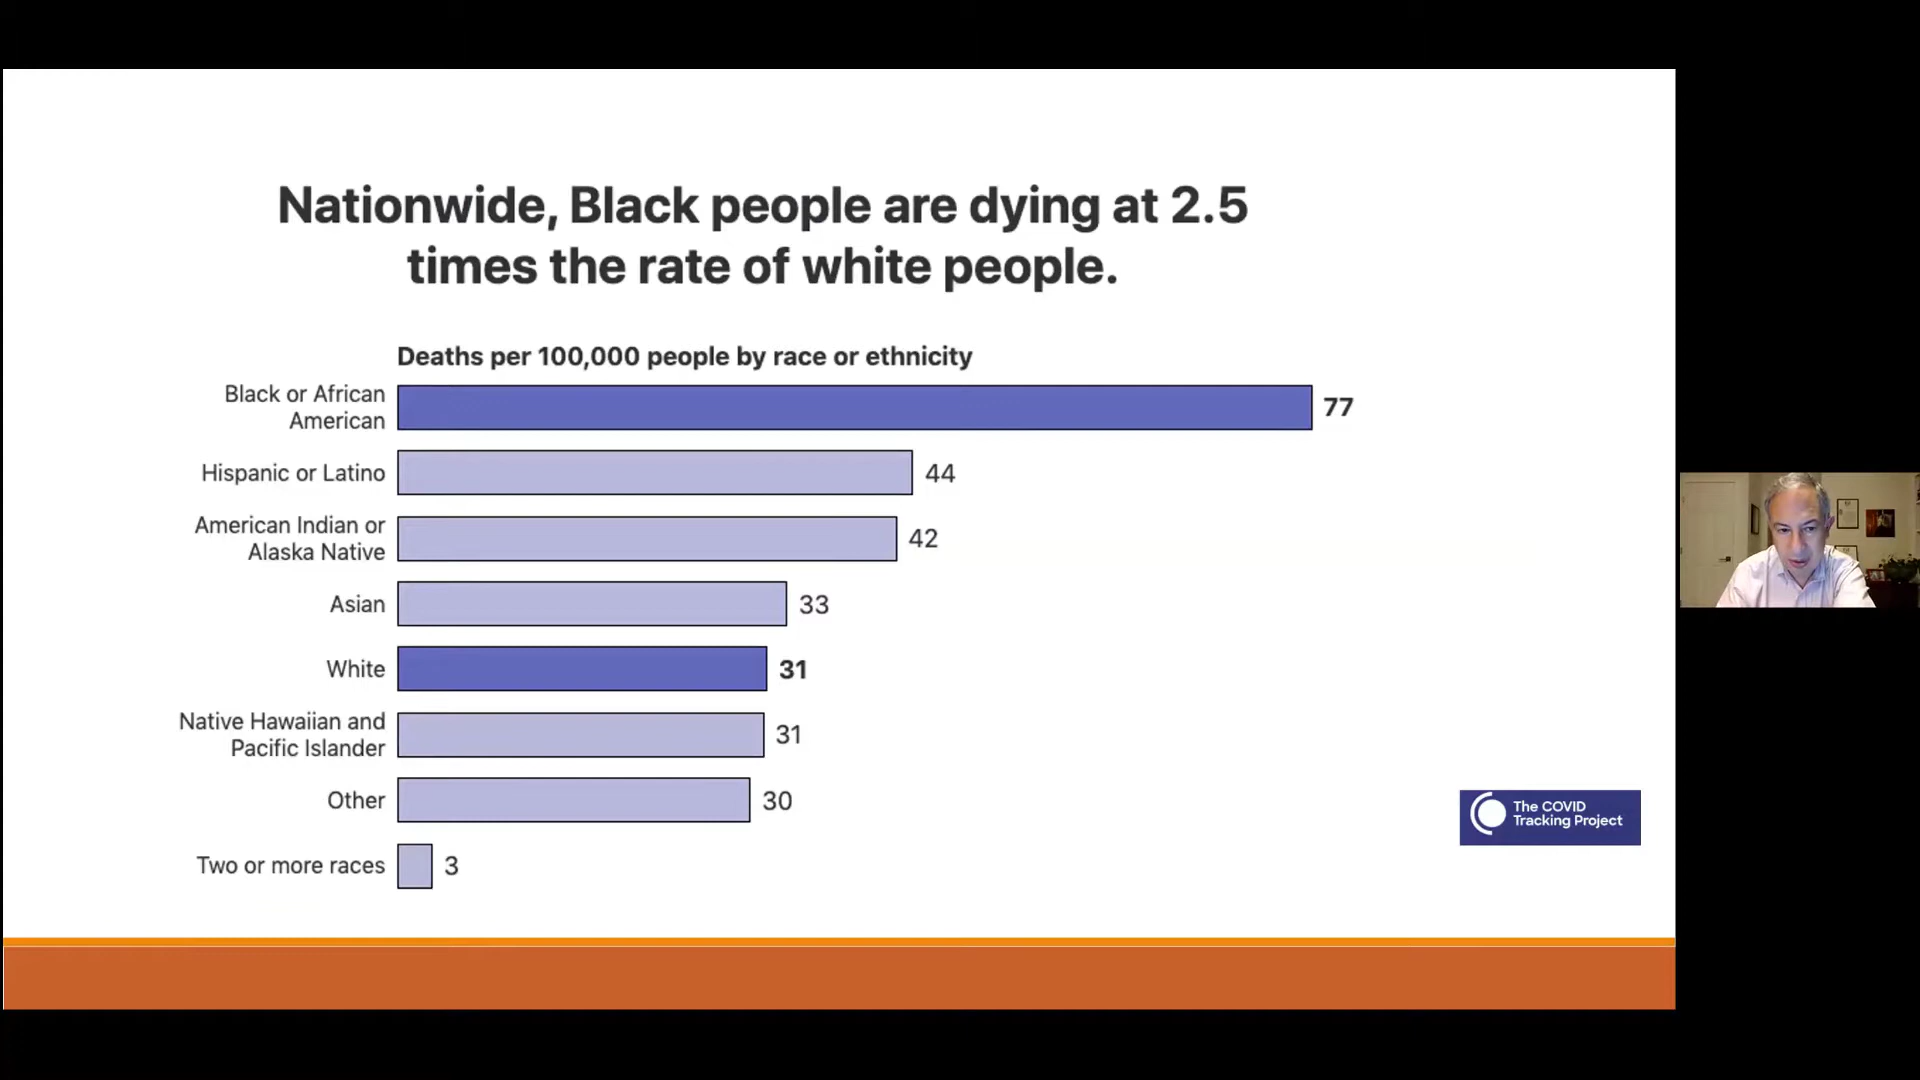 Nationwide, Black people are dying at 2.5
times the rate of white people.
Deaths per 100,000 people by race or ethnicity
Black or African
American
77
Hispanic or Latino
44
American Indian or
Alaska Native
42
Asian
33
White
31
Native Hawaiian and
Pacific Islander
31
Other
30
Two or more races
3
The COVID
Tracking Project